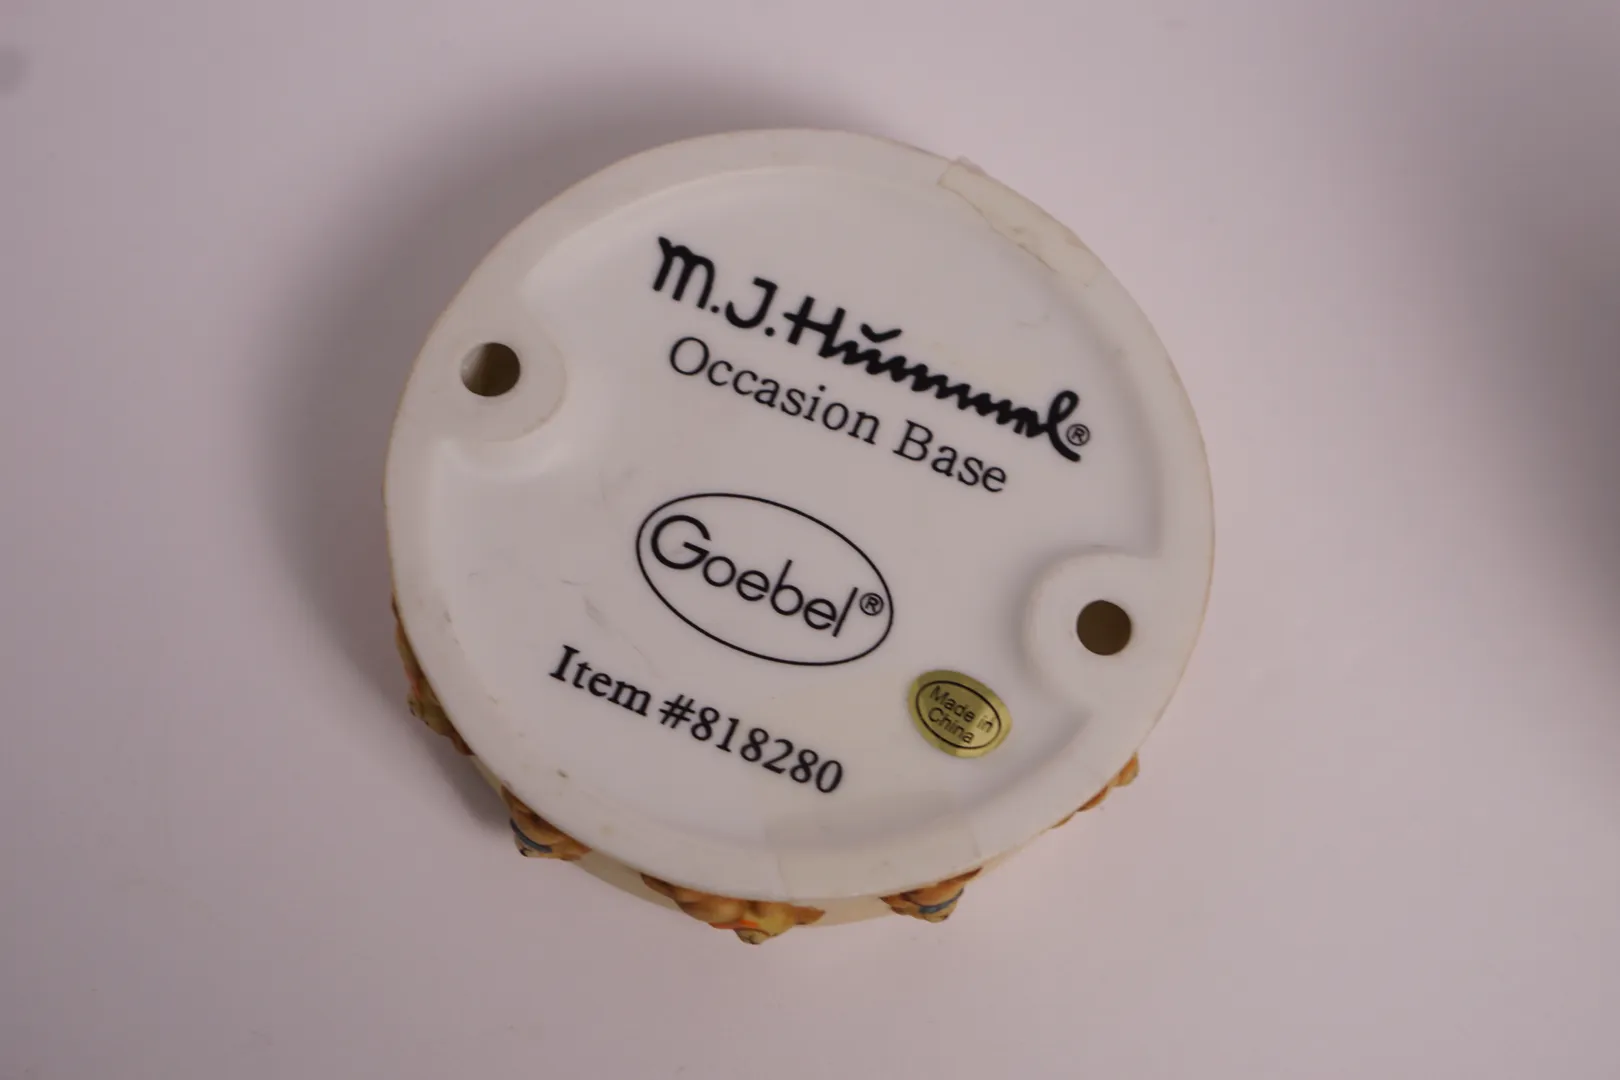 M.J.Hummel®
Occasion Base
Goebel®
Item #818280
Made in
China